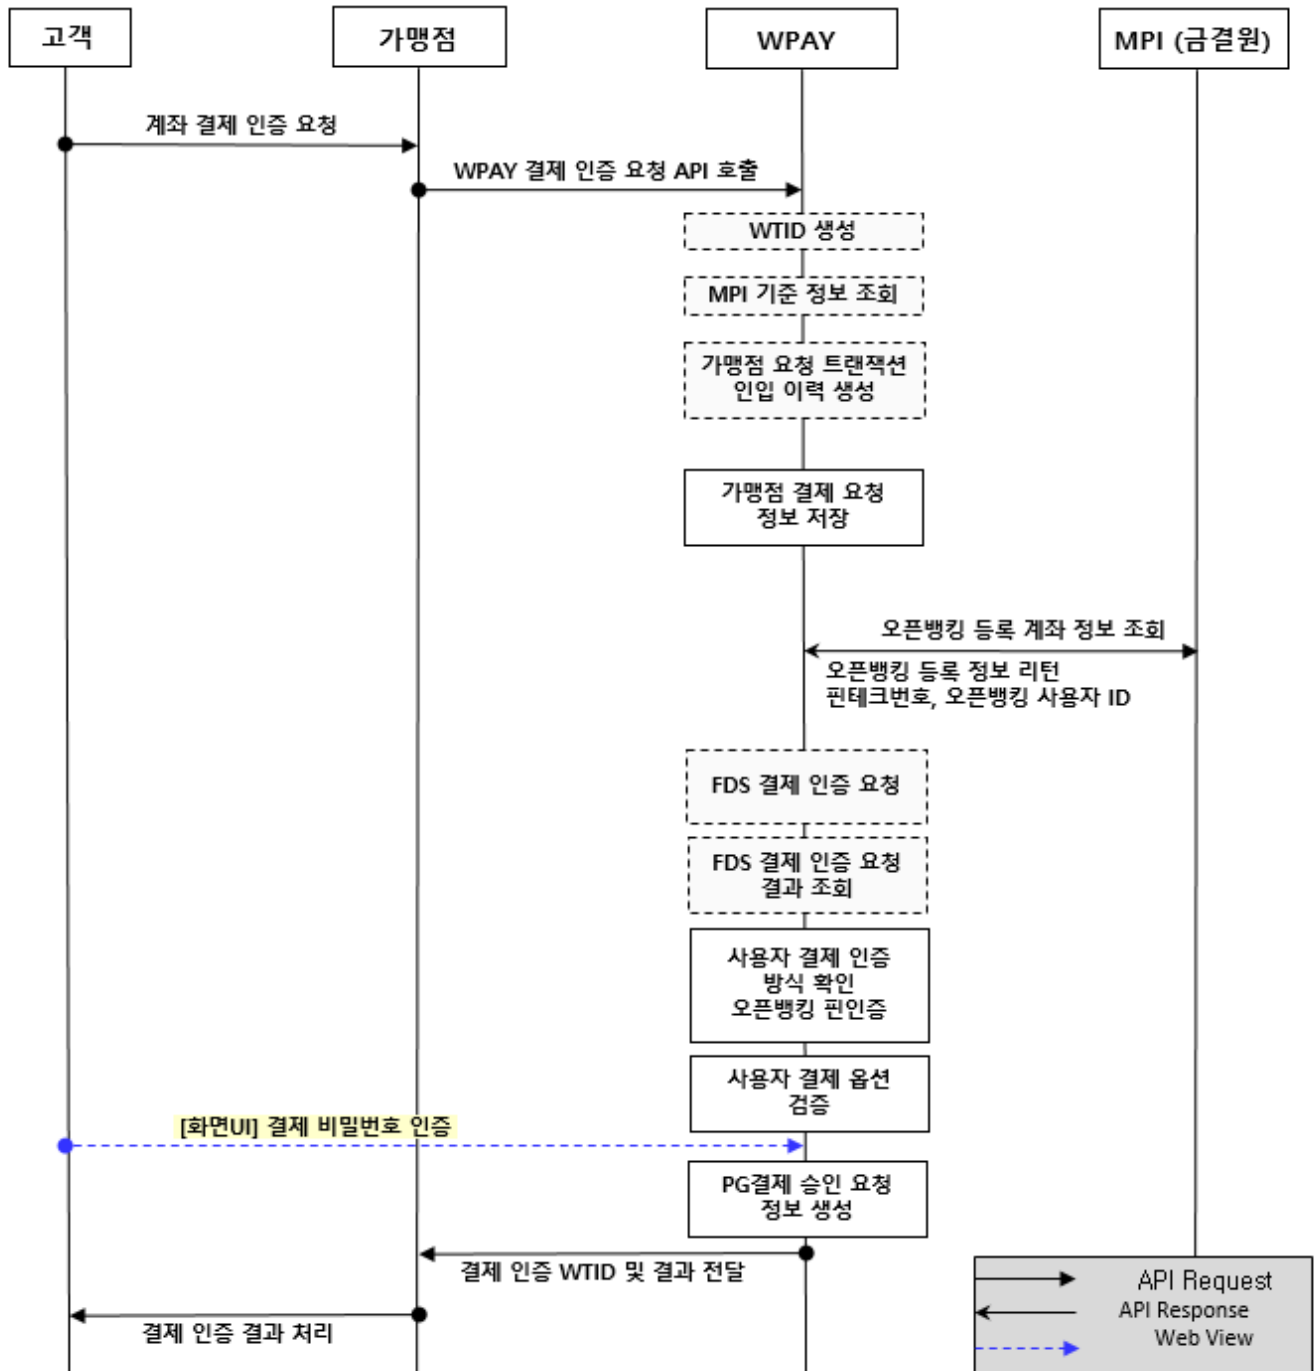 고객
가맹점
WPAY
MPI (금결원)
계좌 결제 인증 요청
WPAY 결제 인증 요청 API 호출
WTID 생성
MPI 기준 정보 조회
가맹점 요청 트랜잭션
인입 이력 생성
가맹점 결제 요청
정보 저장
오픈뱅킹 등록 계좌 정보 조회
오픈뱅킹 등록 정보 리턴
핀테크번호, 오픈뱅킹 사용자 ID
FDS 결제 인증 요청
FDS 결제 인증 요청
결과 조회
사용자 결제 인증
방식 확인
오픈뱅킹 핀인증
사용자 결제 옵션
검증
[화면UI] 결제 비밀번호 인증
PG결제 승인 요청
정보 생성
결제 인증 WTID 및 결과 전달
결제 인증 결과 처리
API Request
API Response
Web View